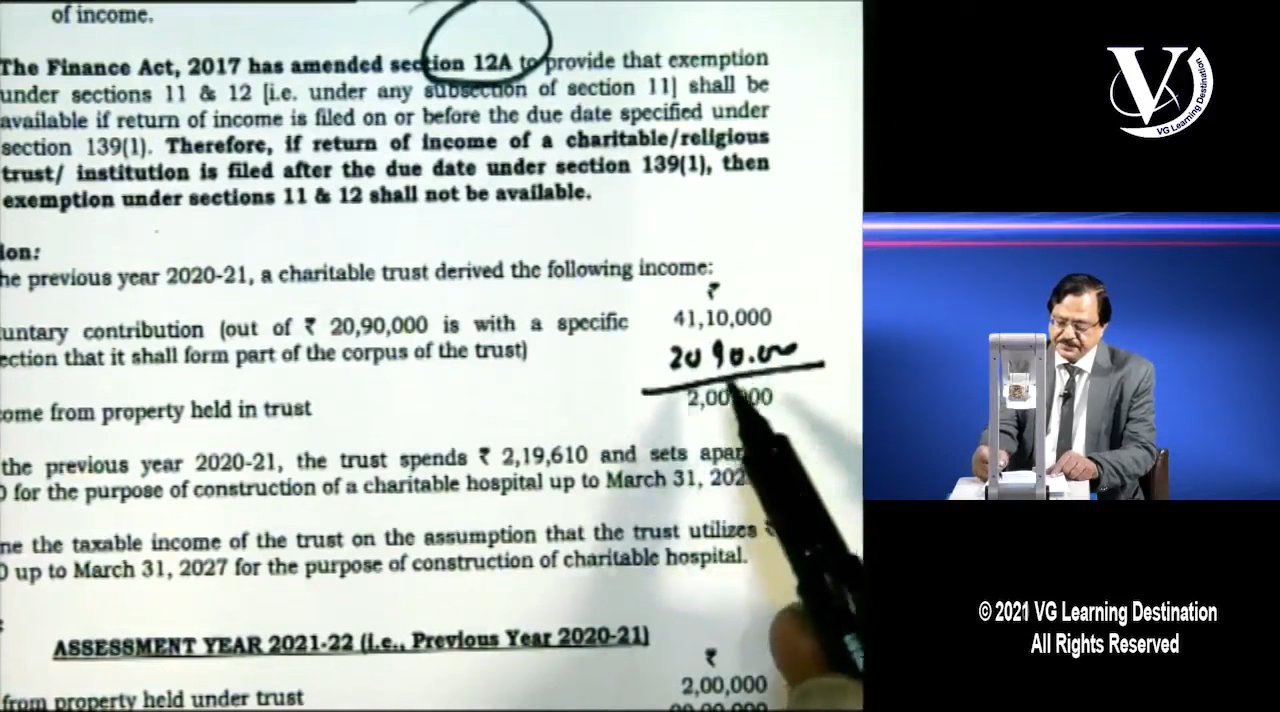 of income.
The Finance Act, 2017 has amended section 12A to provide that exemption
under sections 11 & 12 [i.e. under any subsection of section 11] shall be
available if return of income is filed on or before the due date specified under
section 139(1). Therefore, if return of income of a charitable/religious
trust/ institution is filed after the due date under section 139(1), then
exemption under sections 11 & 12 shall not be available.
ion:
he previous year 2020-21, a charitable trust derived the following income:
₹
untary contribution (out of ₹ 20,90,000 is with a specific 41,10,000
ection that it shall form part of the corpus of the trust) 2090.00
come from property held in trust
the previous year 2020-21, the trust spends ₹ 2,19,610 and sets apar
for the purpose of construction of a charitable hospital up to March 31, 202
ne the taxable income of the trust on the assumption that the trust utilizes
up to March 31, 2027 for the purpose of construction of charitable hospital.
ASSESSMENT YEAR 2021-22 (i.e., Previous Year 2020-21)
₹
from property held under trust 2,00,000
V
VG Learning Destination
© 2021 VG Learning Destination
All Rights Reserved